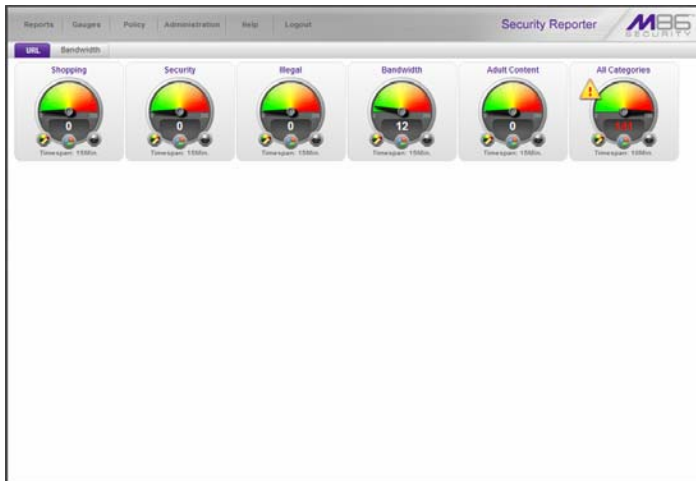 Reports Gauges Policy Administration Help Logout
Security Reporter
M86
SECURITY
URL Bandwidth
Shopping Security Illegal Bandwidth Adult Content All Categories
0 0 0 12 0
Timespan: 15Min. Timespan: 15Min. Timespan: 15Min. Timespan: 15Min. Timespan: 15Min. Timespan: 15Min.